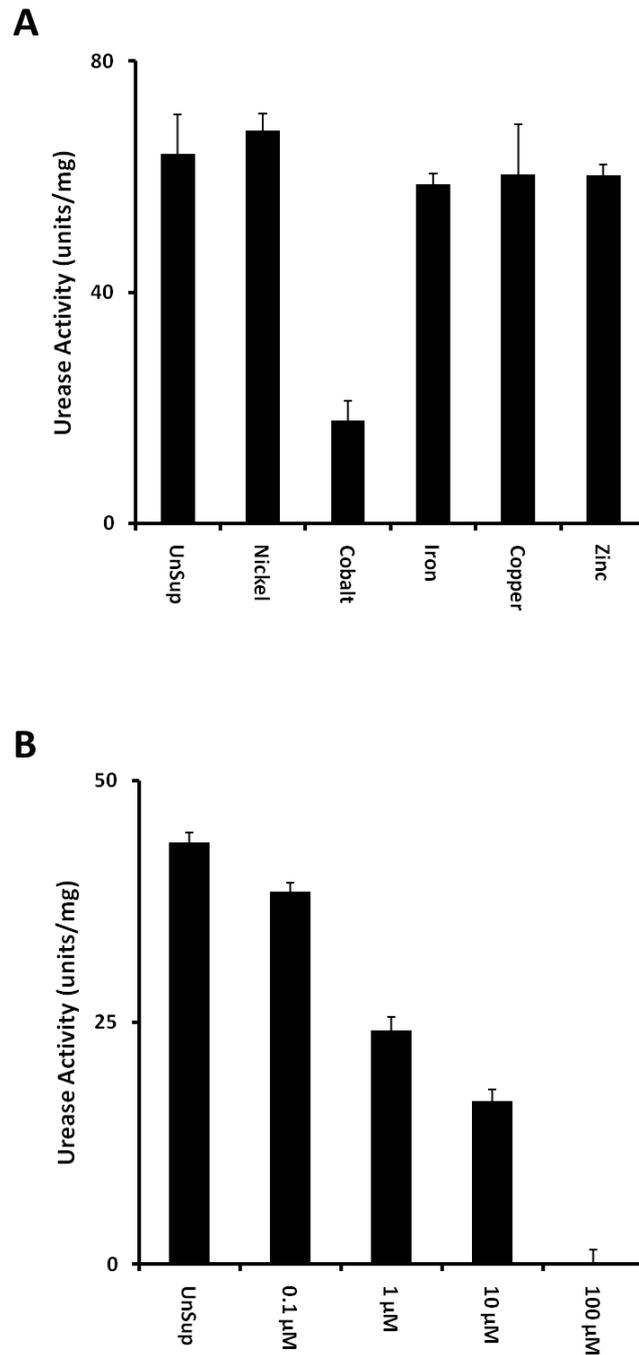 A
80
40
0
Urease Activity (units/mg)
UnSup
Nickel
Cobalt
Iron
Copper
Zinc
B
50
25
0
Urease Activity (units/mg)
UnSup
0.1 µM
1 µM
10 µM
100 µM